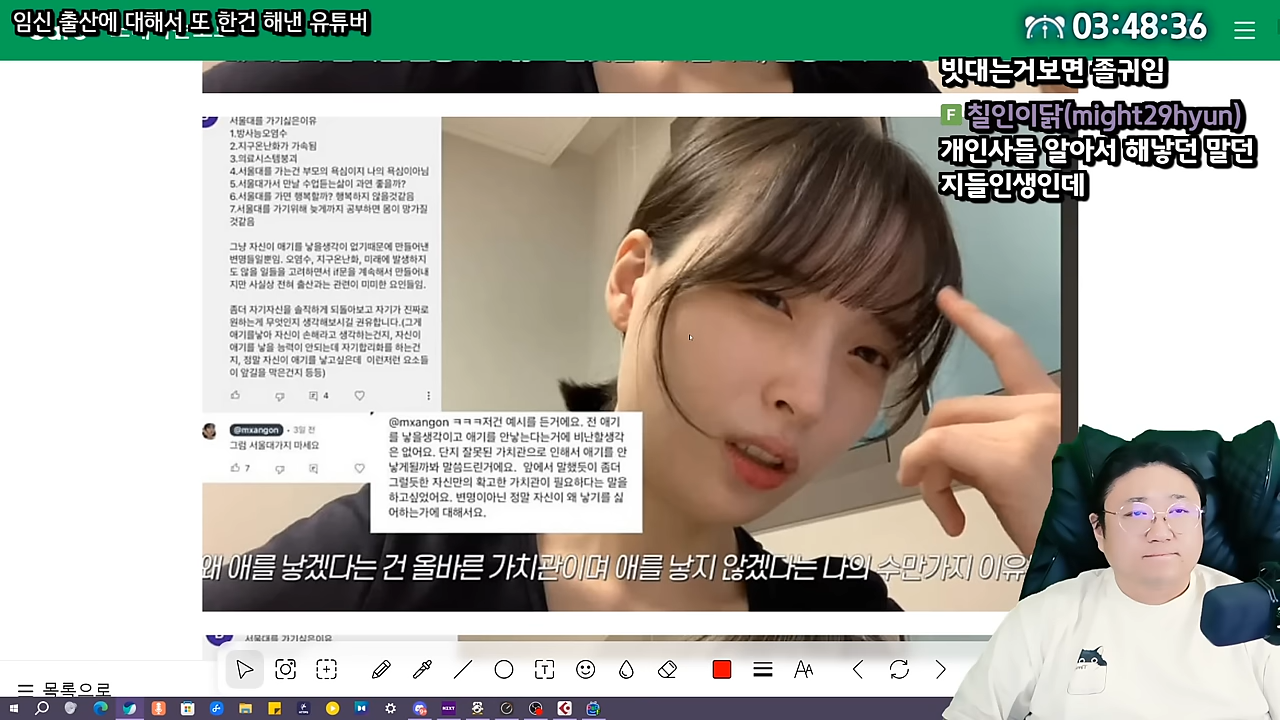 임신 출산에 대해서 또 한건 해낸 유튜버
03:48:36
빗대는거보면 졸귀임
F 칠인이닭(might29hyun)
개인사들 알아서 해낳던 말던
지들인생인데
서울대를 가기싫은이유
1.방사능오염수
2.지구온난화가 가속됨
3.의료시스템붕괴
4.서울대를 가는건 부모의 욕심이지 나의 욕심이아님
5.서울대가서 만날 수업듣는삶이 과연 좋을까?
6.서울대를 가면 행복할까? 행복하지 않을것같음
7.서울대를 가기위해 늦게까지 공부하면 몸이 망가질
것같음
그냥 자신이 애기를 낳을생각이 없기때문에 만들어낸
변명들일뿐임. 오염수, 지구온난화, 미래에 발생하지
도 않을 일들을 고려하면서 if문을 계속해서 만들어내
지만 사실상 전혀 출산과는 관련이 미미한 요인들임.
좀더 자기자신을 솔직하게 되돌아보고 자기가 진짜로
원하는게 무엇인지 생각해보시길 권유합니다.(그게
애기를낳아 자신이 손해라고 생각하는건지, 자신이
애기를 낳을 능력이 안되는데 자기합리화를 하는건
지, 정말 자신이 애기를 낳고싶은데 이런저런 요소들
이 앞길을 막은건지 등등)
4
@mxangon • 3일 전
그럼 서울대가지 마세요
7
@mxangon ㅋㅋㅋ저건 예시를 든거에요. 전 애기
를 낳을생각이고 애기를 안낳는다는거에 비난할생각
은 없어요. 단지 잘못된 가치관으로 인해서 애기를 안
낳게될까봐 말씀드린거에요. 앞에서 말했듯이 좀더
그럴듯한 자신만의 확고한 가치관이 필요하다는 말을
하고싶었어요. 변명이아닌 정말 자신이 왜 낳기를 싫
어하는가에 대해서요.
왜 애를 낳겠다는 건 올바른 가치관이며 애를 낳지 않겠다는 나의 수만가지 이유
서울대를 가기싫은이유
목록으로
NEXT